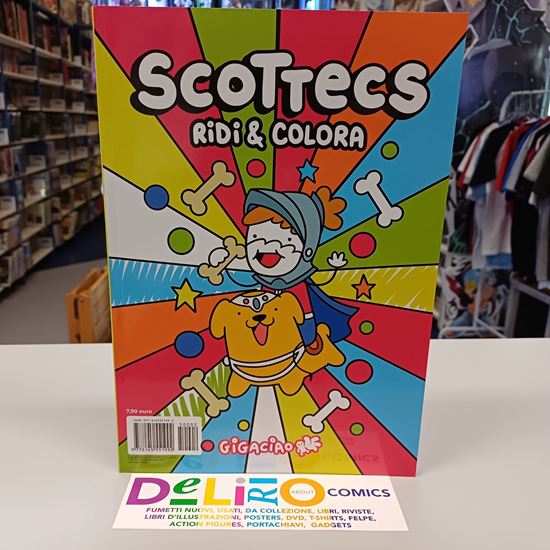 SCOTTECS
RIDI & COLORA
7,90 euro
50002
GIGACIAO
DELIRIO ABOUT COMICS
FUMETTI NUOVI, USATI, DA COLLEZIONE, LIBRI, RIVISTE,
LIBRI D'ILLUSTRAZIONI, POSTERS, DVD, T-SHIRTS, FELPE,
ACTION FIGURES, PORTACHIAVI, GADGETS